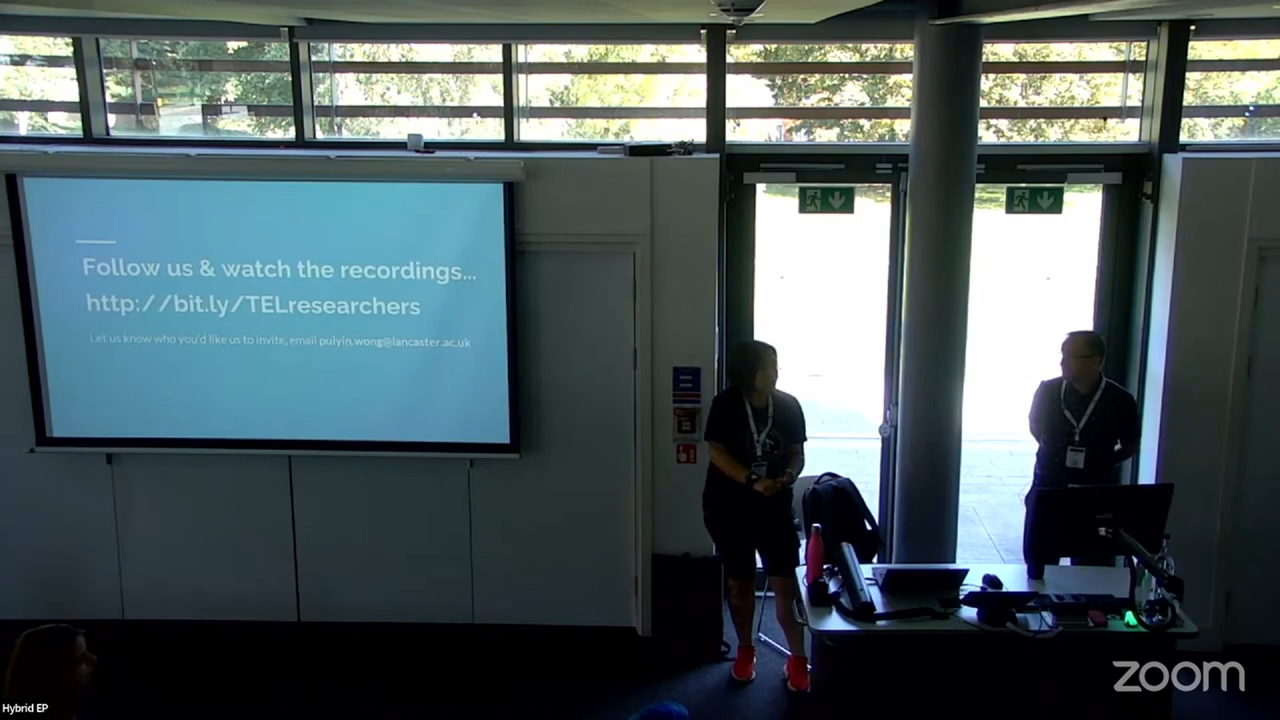 Follow us & watch the recordings...
http://bit.ly/TELresearchers
Let us know who you'd like us to invite, email puiyin.wong@lancaster.ac.uk
zoom
Hybrid EP